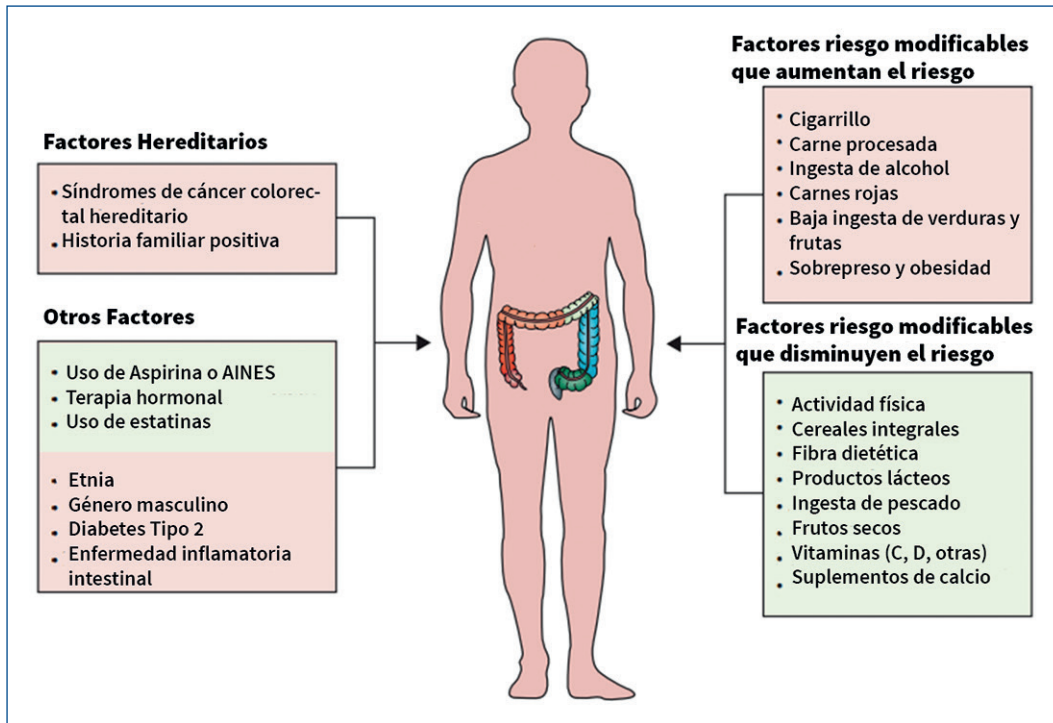 Factores Hereditarios
• Síndromes de cáncer colorec-
tal hereditario
• Historia familiar positiva
Otros Factores
• Uso de Aspirina o AINES
• Terapia hormonal
• Uso de estatinas
• Etnia
• Género masculino
• Diabetes Tipo 2
• Enfermedad inflamatoria
intestinal
Factores riesgo modificables
que aumentan el riesgo
• Cigarrillo
• Carne procesada
• Ingesta de alcohol
• Carnes rojas
• Baja ingesta de verduras y
frutas
• Sobrepreso y obesidad
Factores riesgo modificables
que disminuyen el riesgo
• Actividad física
• Cereales integrales
• Fibra dietética
• Productos lácteos
• Ingesta de pescado
• Frutos secos
• Vitaminas (C, D, otras)
• Suplementos de calcio